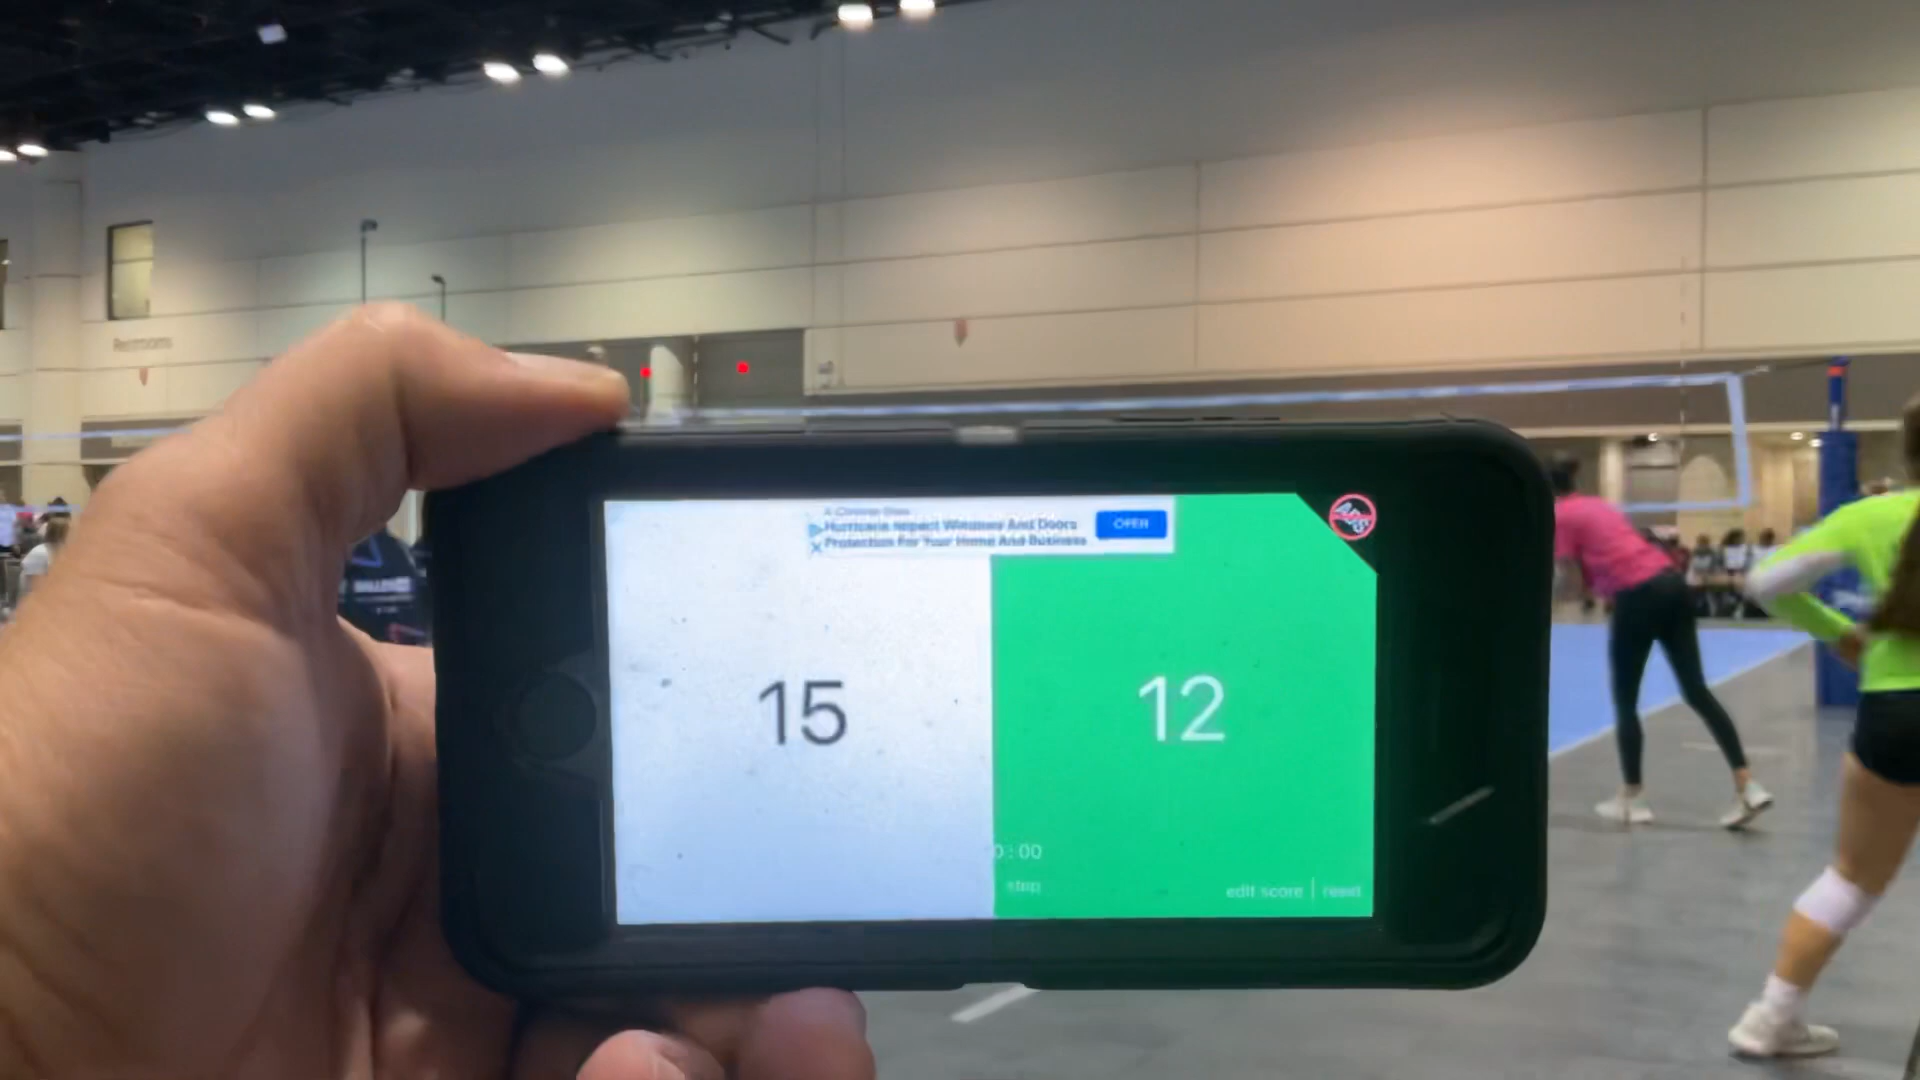 Restrooms
Hurricane Impact Windows And Doors
Protection For Your Home And Business
OPEN
15
12
0:00
stop
edit score | reset